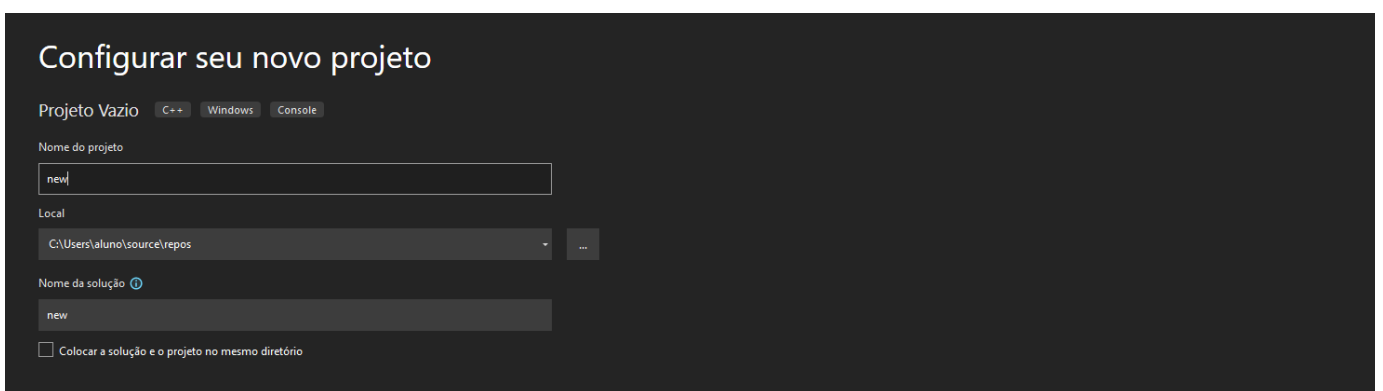 Configurar seu novo projeto
Projeto Vazio C++ Windows Console
Nome do projeto
new
Local
C:\Users\aluno\source\repos ...
Nome da solução
new
Colocar a solução e o projeto no mesmo diretório